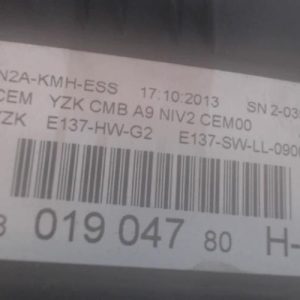 N2A-KMH-ESS 17:10:2013 SN 2-03
CEM YZK CMB A9 NIV2 CEM00
YZK E137-HW-G2 E137-SW-LL-090
019 047 80 H-